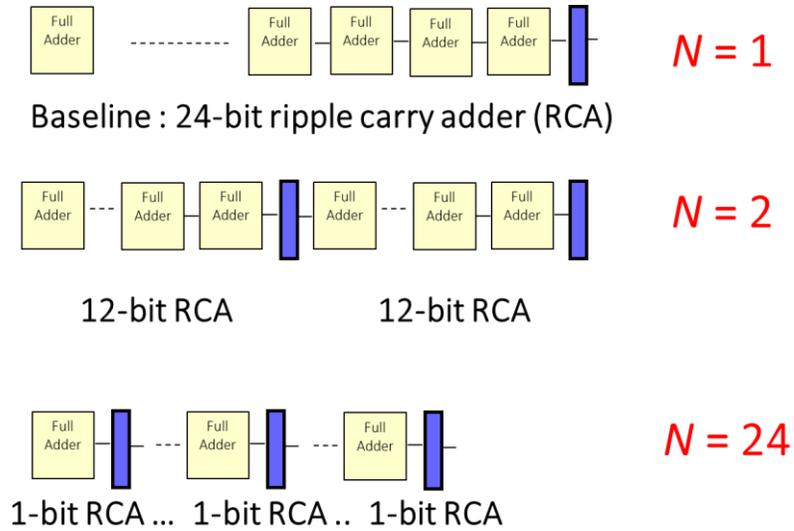 Full Adder Full Adder Full Adder Full Adder Full Adder N = 1
Baseline : 24-bit ripple carry adder (RCA)
Full Adder Full Adder Full Adder Full Adder Full Adder Full Adder N = 2
12-bit RCA 12-bit RCA
Full Adder Full Adder Full Adder N = 24
1-bit RCA ... 1-bit RCA .. 1-bit RCA